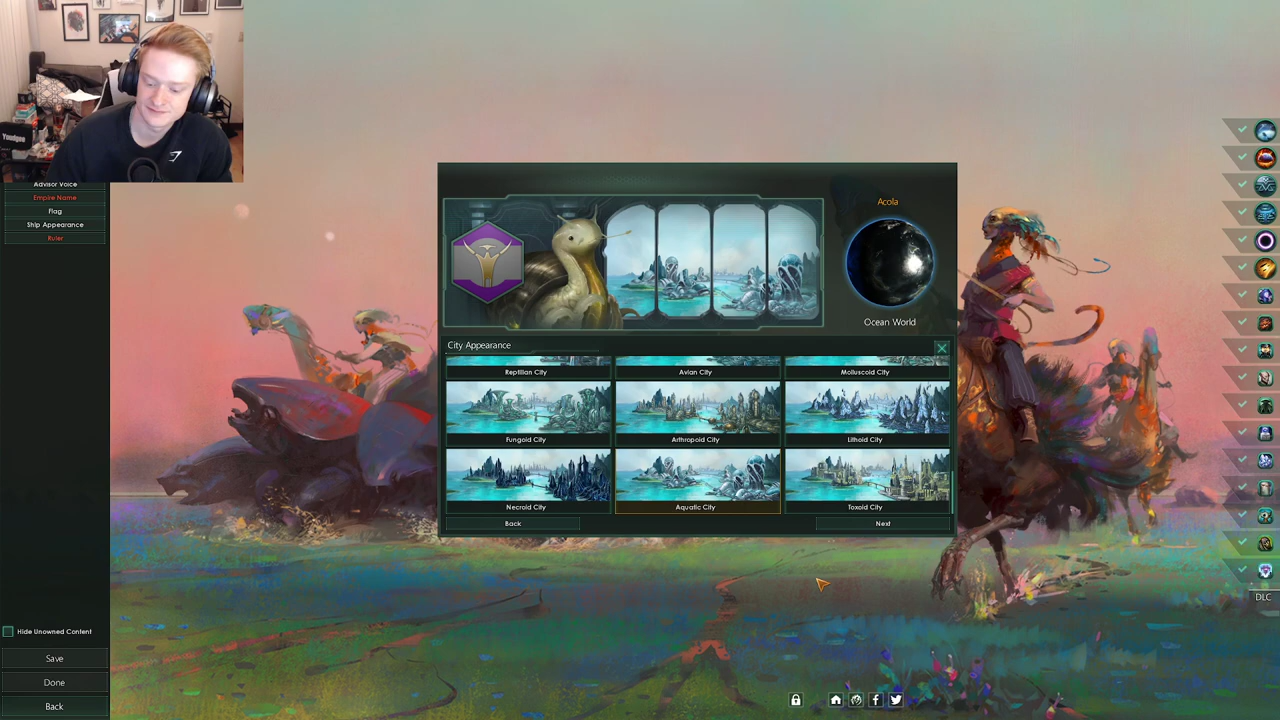 Advisor Voice
Empire Name
Flag
Ship Appearance
Ruler
Acola
Ocean World
City Appearance
Reptilian City
Avian City
Molluscoid City
Fungoid City
Arthropoid City
Lithoid City
Necroid City
Aquatic City
Toxoid City
Back
Next
Hide Unowned Content
Save
Done
Back
DLC